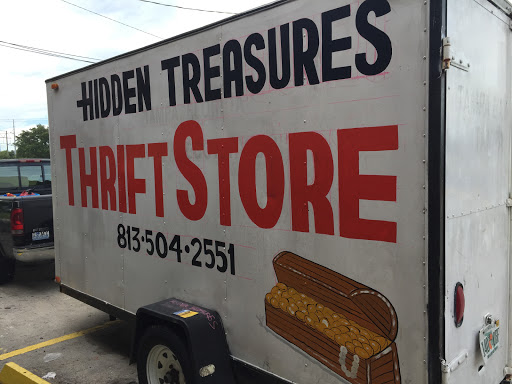 HIDDEN TREASURES
THRIFT STORE
813·504·2551